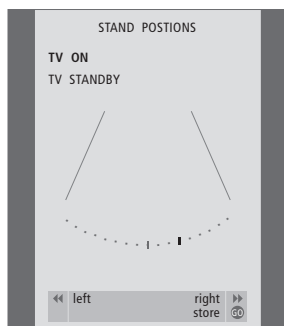 STAND POSTIONS
TV ON
TV STANDBY
left right
store GO